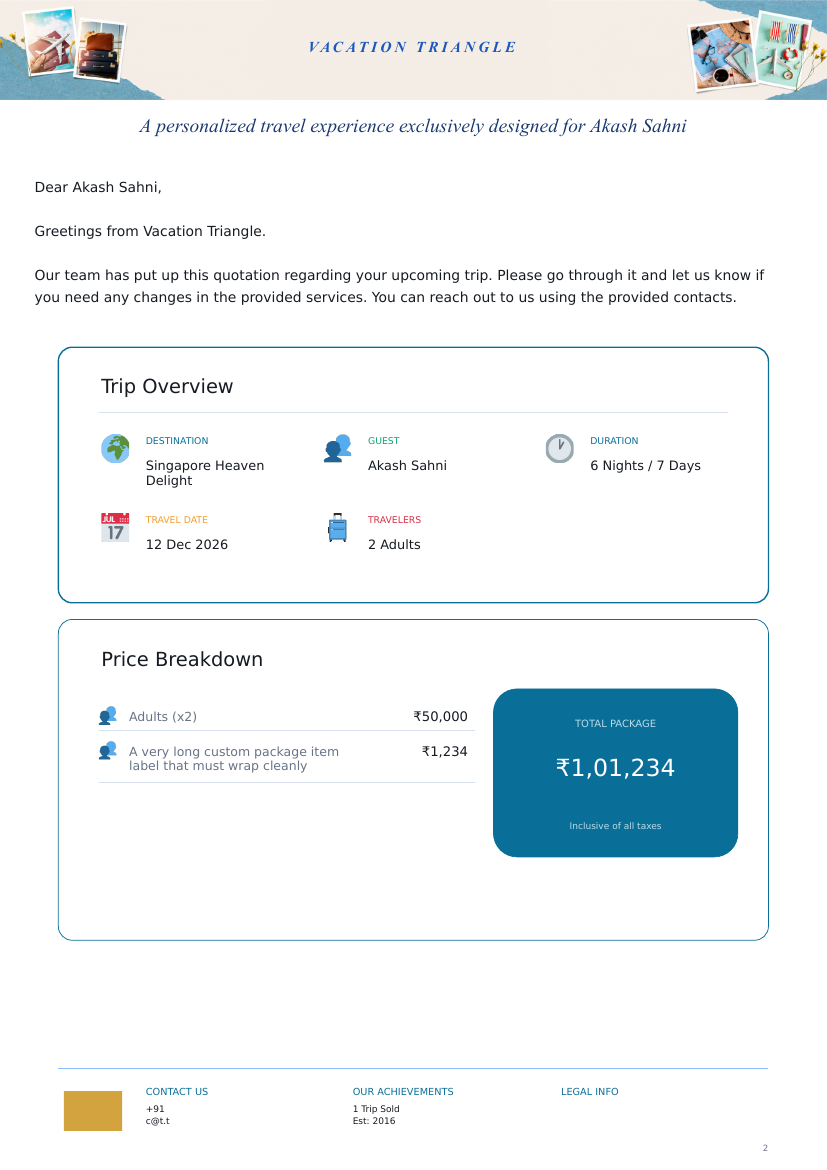 VACATION TRIANGLE
A personalized travel experience exclusively designed for Akash Sahni
Dear Akash Sahni,
Greetings from Vacation Triangle.
Our team has put up this quotation regarding your upcoming trip. Please go through it and let us know if
you need any changes in the provided services. You can reach out to us using the provided contacts.
Trip Overview
DESTINATION
Singapore Heaven
Delight
GUEST
Akash Sahni
DURATION
6 Nights / 7 Days
JUL
17
TRAVEL DATE
12 Dec 2026
TRAVELERS
2 Adults
Price Breakdown
Adults (x2) ₹50,000
A very long custom package item ₹1,234
label that must wrap cleanly
TOTAL PACKAGE
₹1,01,234
Inclusive of all taxes
CONTACT US
+91
c@t.t
OUR ACHIEVEMENTS
1 Trip Sold
Est: 2016
LEGAL INFO
2